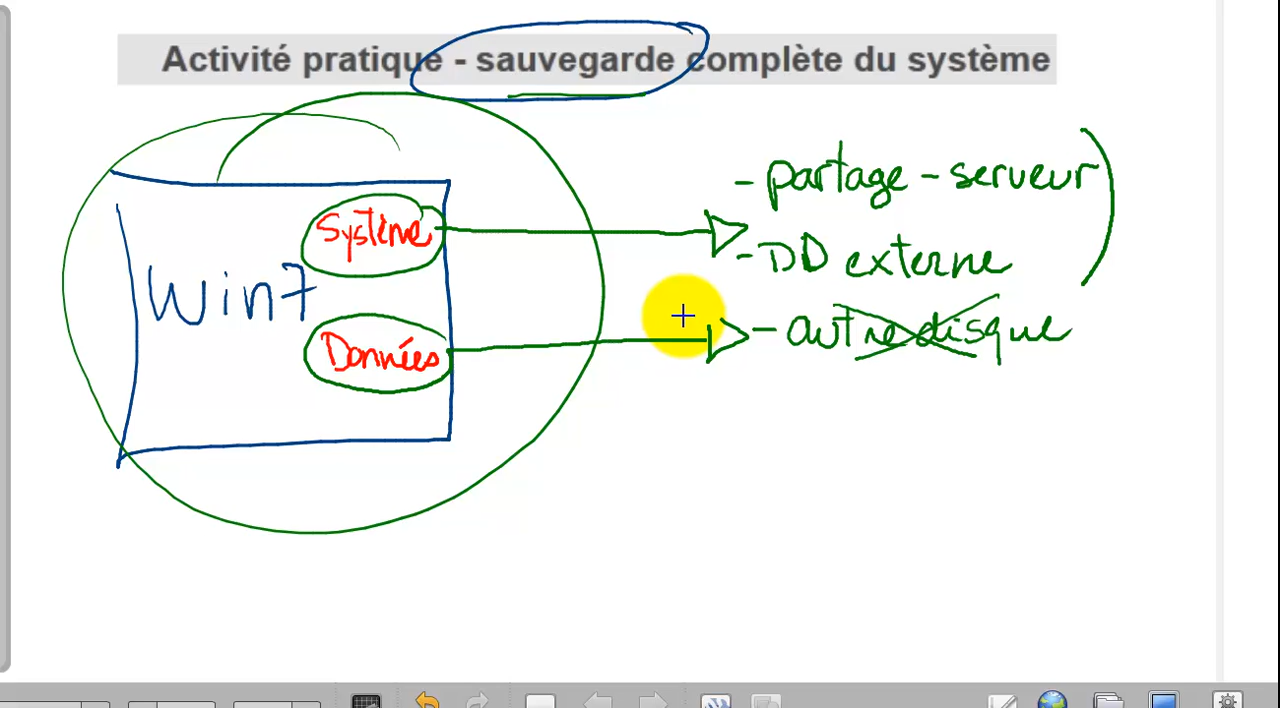 Activité pratique - sauvegarde complète du système
- partage - serveur
Système
- DD externe
Win7
- autre disque
Données